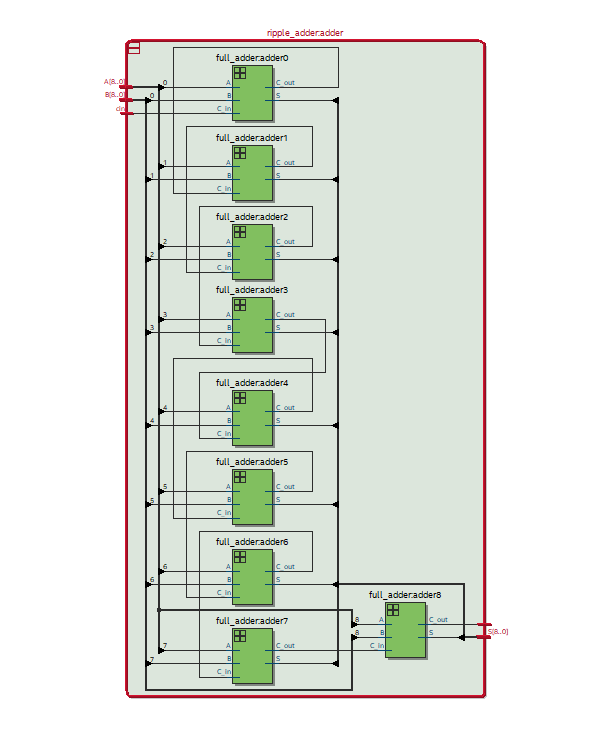 ripple_adder:adder
full_adder:adder0
A[8..0]
0
A
C_out
B[8..0]
0
B
S
cin
C_in
full_adder:adder1
1
A
C_out
1
B
S
C_in
full_adder:adder2
2
A
C_out
2
B
S
C_in
full_adder:adder3
3
A
C_out
3
B
S
C_in
full_adder:adder4
4
A
C_out
4
B
S
C_in
full_adder:adder5
5
A
C_out
5
B
S
C_in
full_adder:adder6
6
A
C_out
6
B
S
C_in
full_adder:adder8
8
A
C_out
8
B
S
S[8..0]
C_in
full_adder:adder7
7
A
C_out
7
B
S
C_in